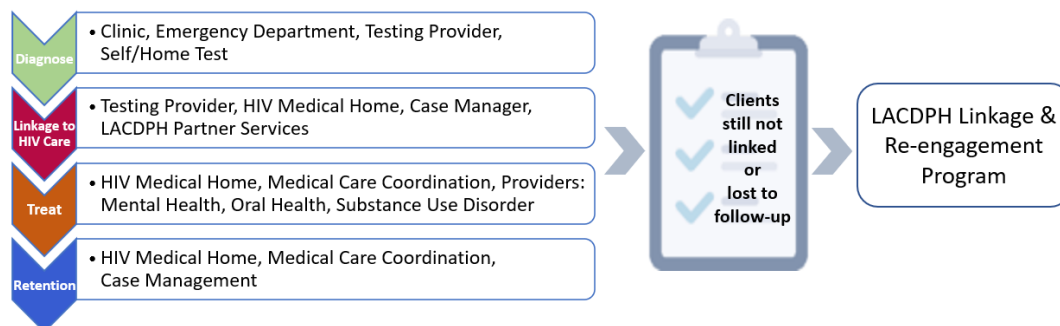 Diagnose
• Clinic, Emergency Department, Testing Provider,
Self/Home Test
Linkage to
HIV Care
• Testing Provider, HIV Medical Home, Case Manager,
LACDPH Partner Services
Treat
• HIV Medical Home, Medical Care Coordination, Providers:
Mental Health, Oral Health, Substance Use Disorder
Retention
• HIV Medical Home, Medical Care Coordination,
Case Management
Clients
still not
linked
or
lost to
follow-up
LACDPH Linkage &
Re-engagement
Program